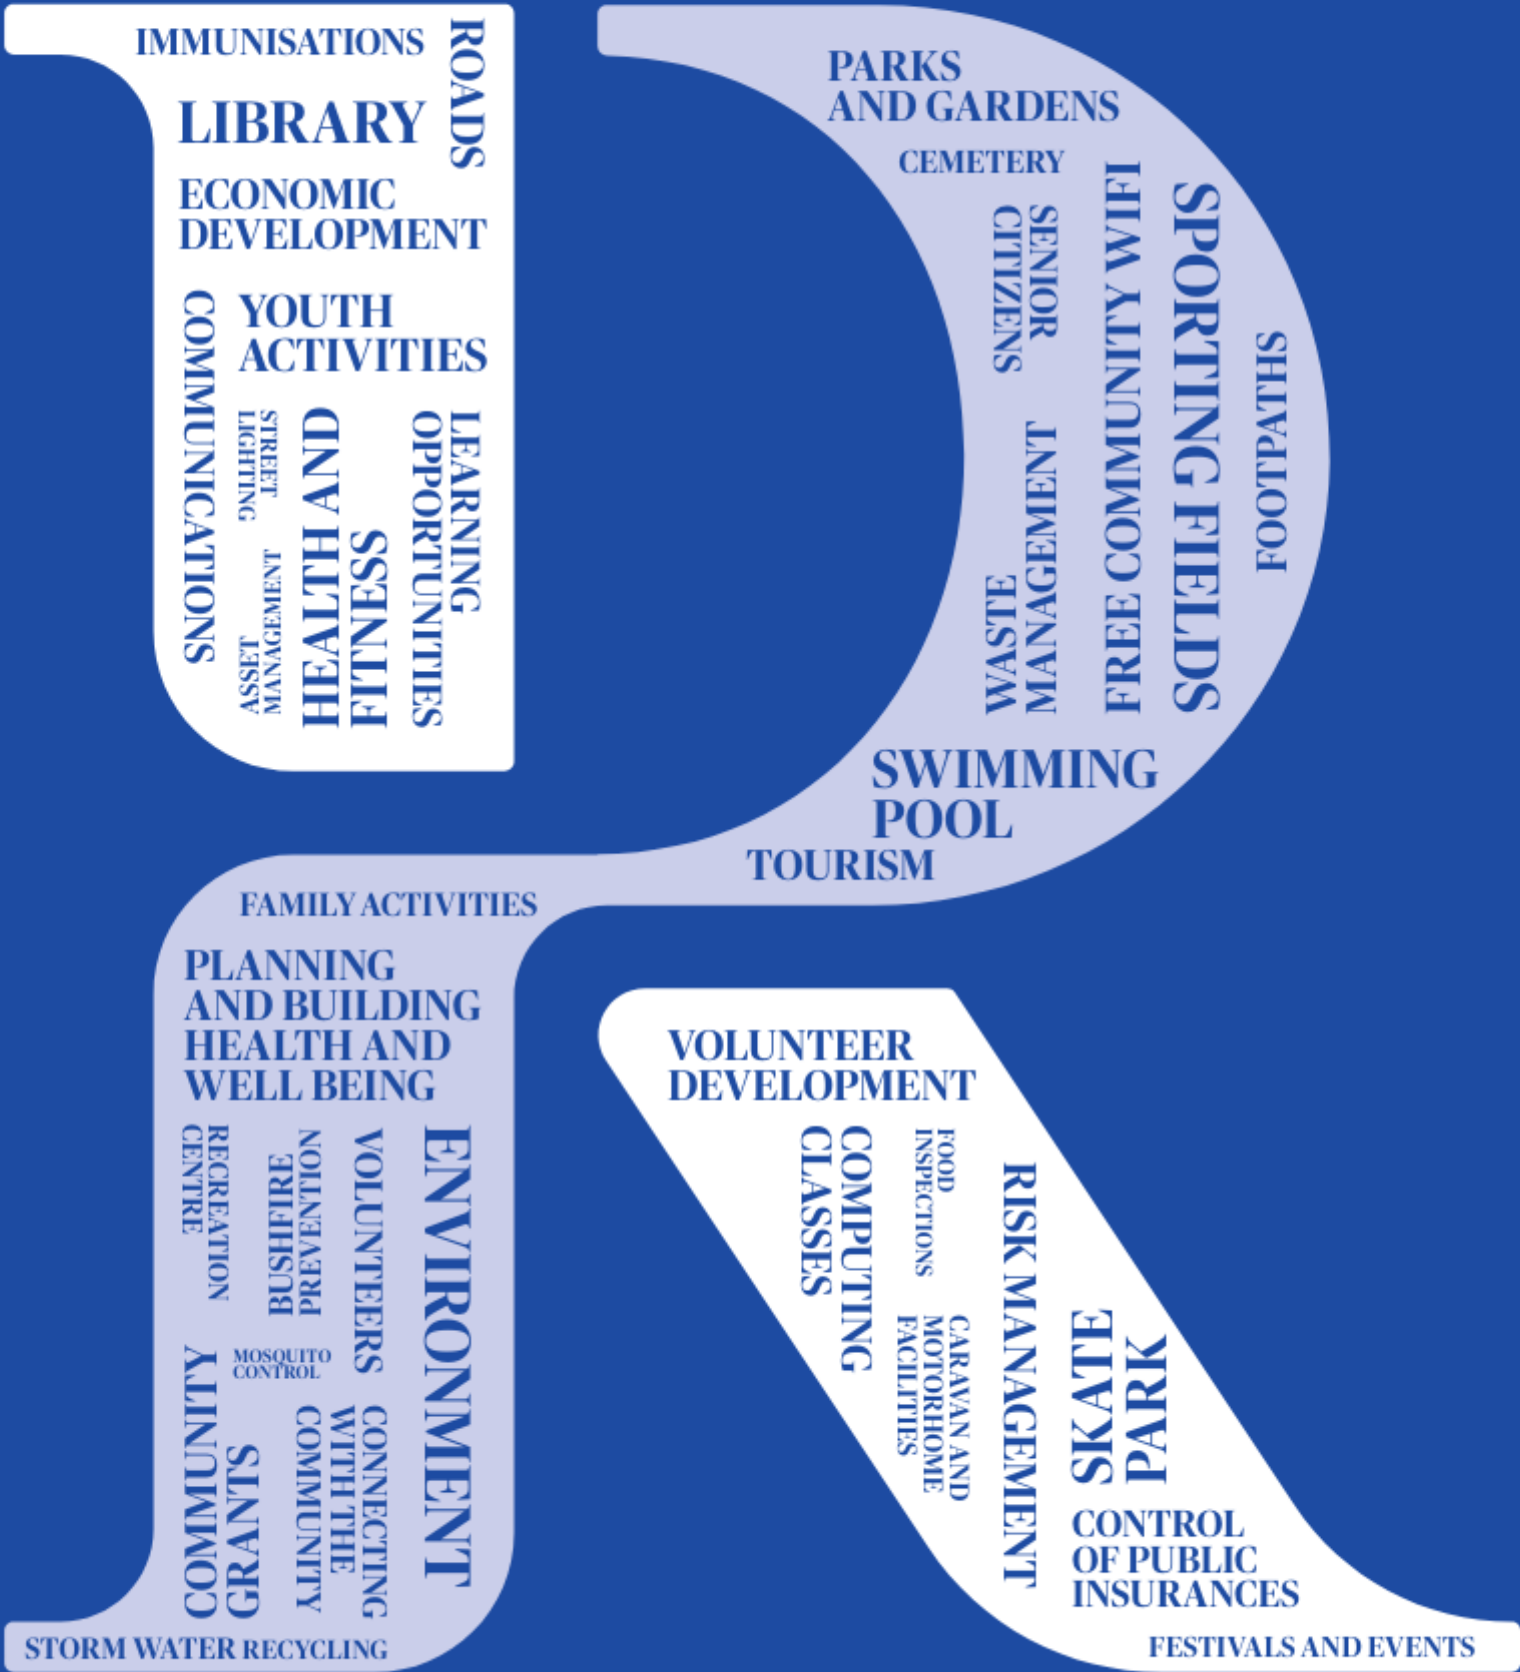 IMMUNISATIONS
ROADS
LIBRARY
ECONOMIC
DEVELOPMENT
COMMUNICATIONS
YOUTH
ACTIVITIES
STREET
LIGHTING
ASSET
MANAGEMENT
HEALTH AND
FITNESS
LEARNING
OPPORTUNITIES
PARKS
AND GARDENS
CEMETERY
SENIOR
CITIZENS
WASTE
MANAGEMENT
FREE COMMUNITY WIFI
SPORTING FIELDS
FOOTPATHS
SWIMMING
POOL
TOURISM
FAMILY ACTIVITIES
PLANNING
AND BUILDING
HEALTH AND
WELL BEING
RECREATION
CENTRE
BUSHFIRE
PREVENTION
VOLUNTEERS
ENVIRONMENT
MOSQUITO
CONTROL
COMMUNITY
GRANTS
CONNECTING
WITH THE
COMMUNITY
STORM WATER RECYCLING
VOLUNTEER
DEVELOPMENT
COMPUTING
CLASSES
FOOD
INSPECTIONS
CARAVAN AND
MOTORHOME
FACILITIES
RISK MANAGEMENT
SKATE
PARK
CONTROL
OF PUBLIC
INSURANCES
FESTIVALS AND EVENTS